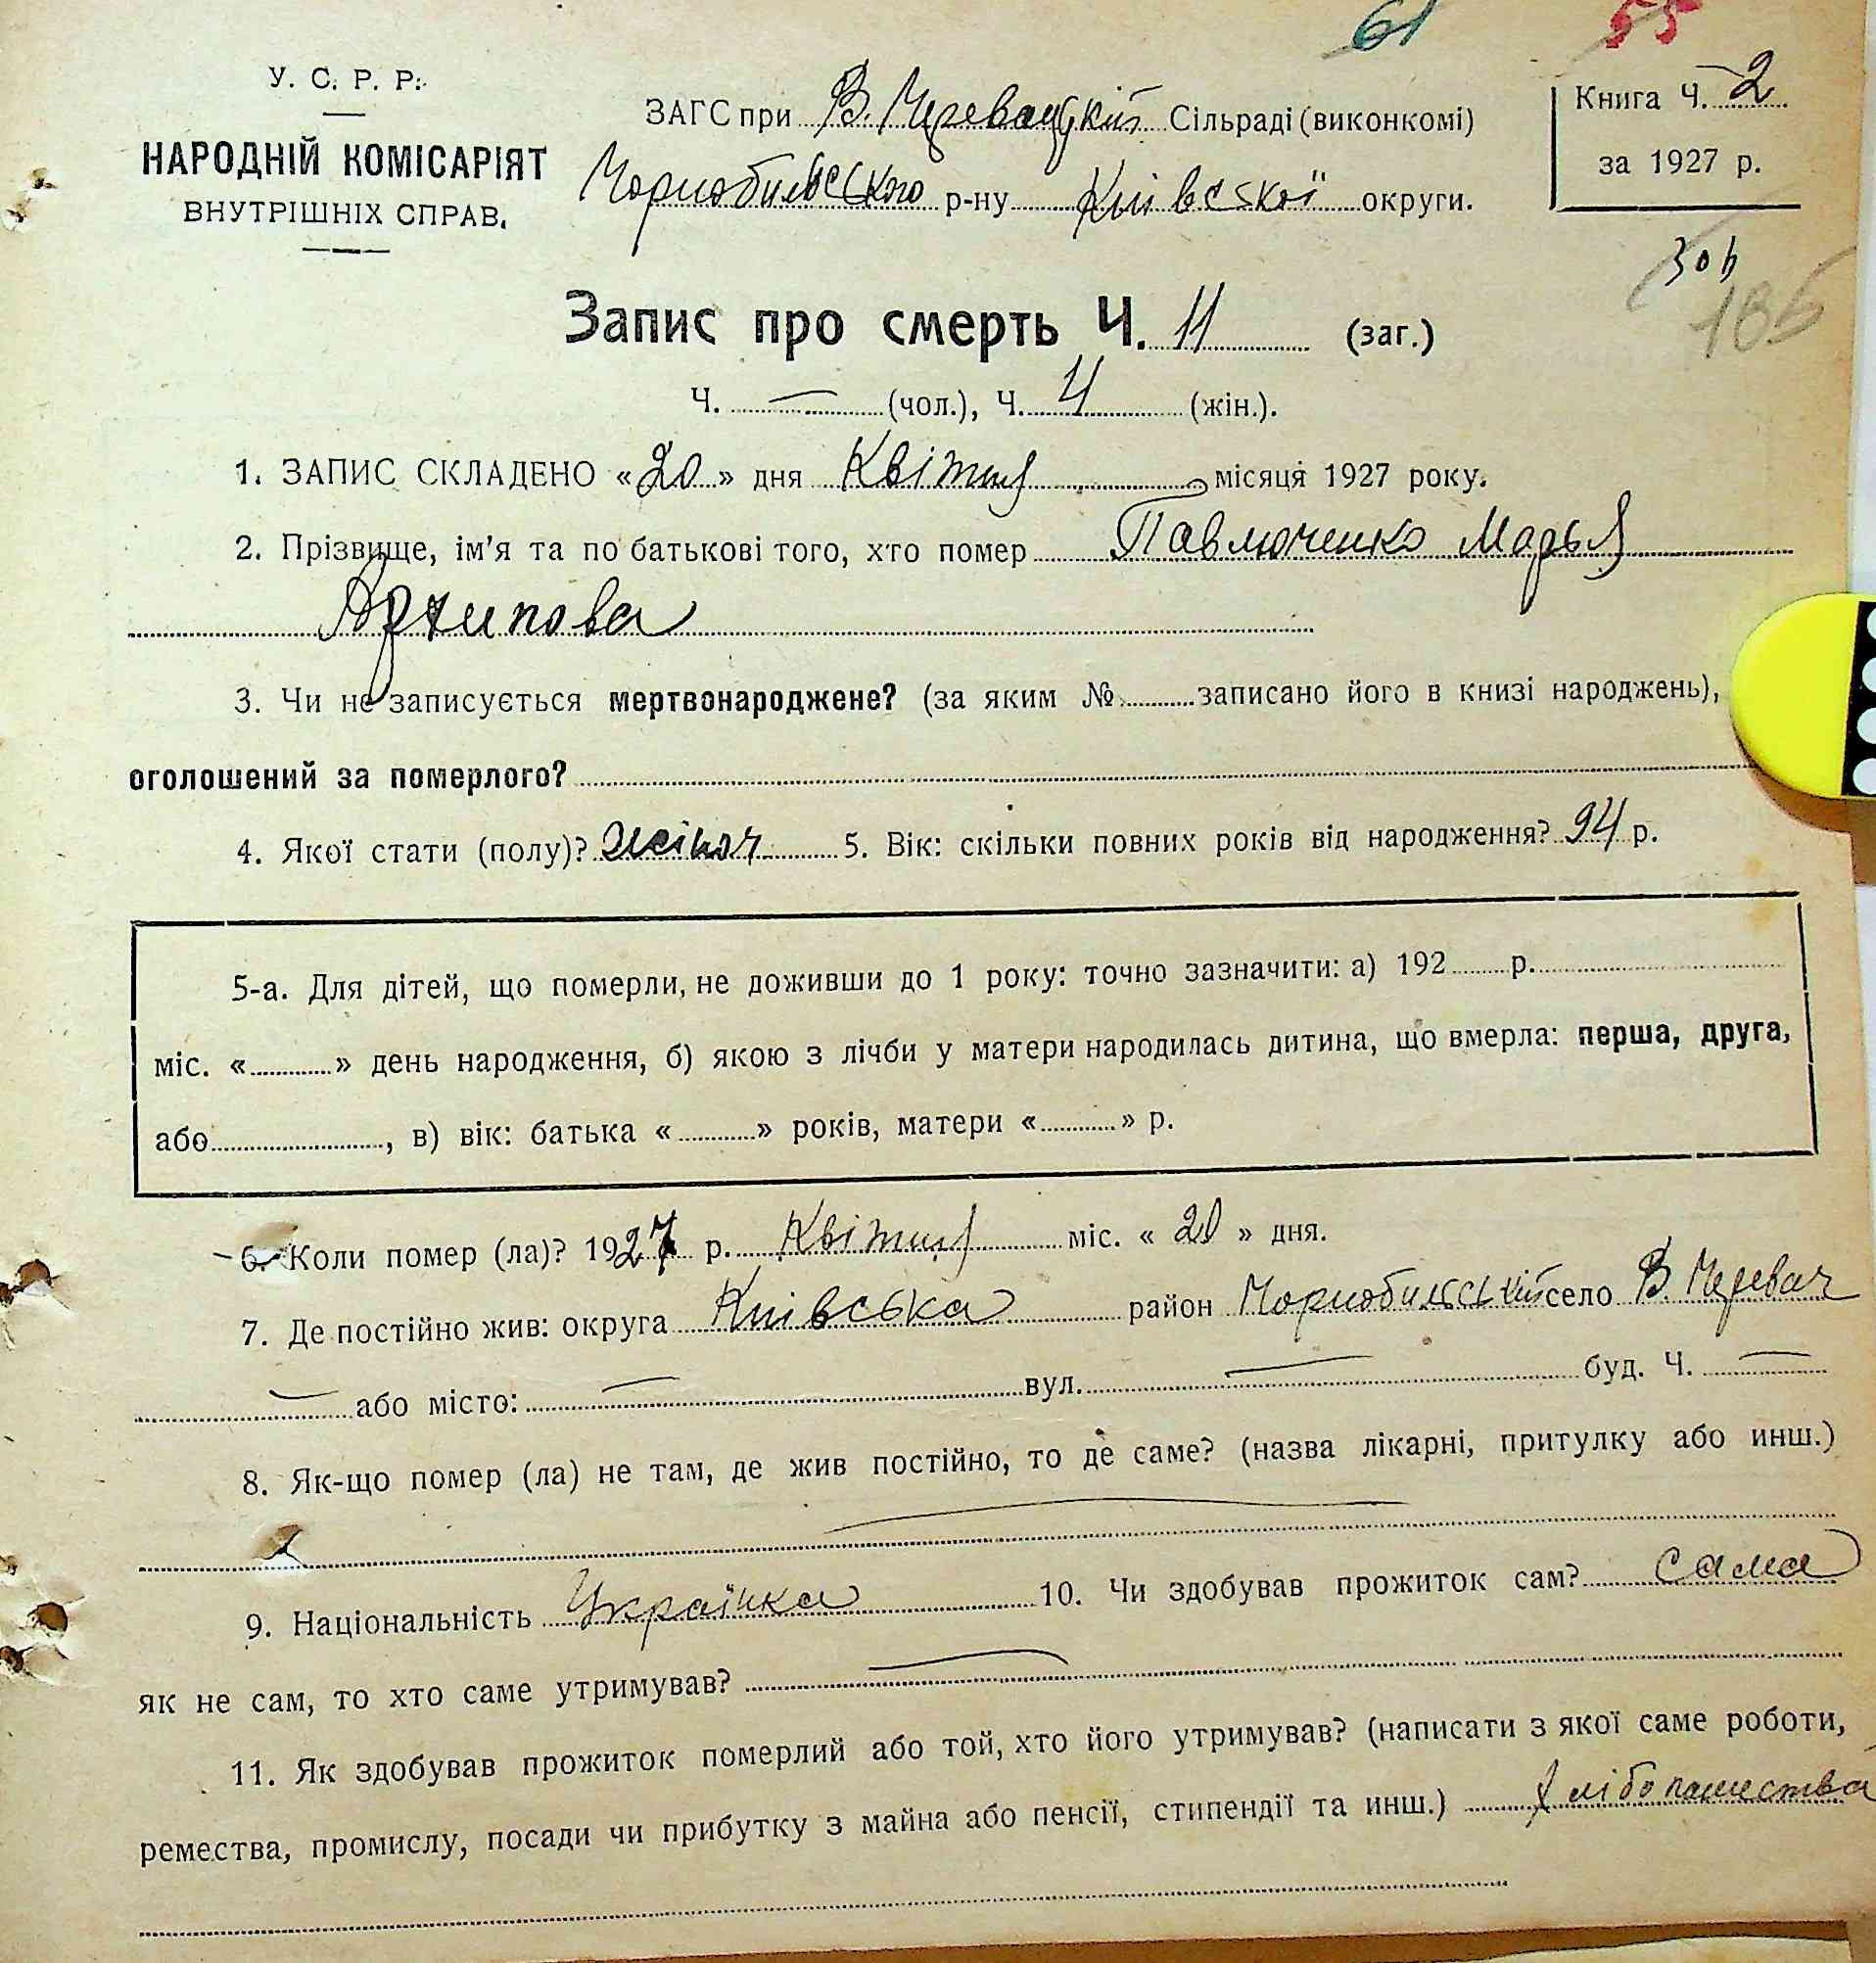 61 55
У. С. Р. Р.
НАРОДНІЙ КОМІСАРІЯТ
ВНУТРІШНІХ СПРАВ.
ЗАГС при В. Черевацкій Сільраді (виконкомі)
Чорнобильського р-ну Київської округи.
Книга Ч. 2
за 1927 р.
186
Запис про смерть Ч. 11 (заг.)
Ч. — (чол.), Ч. 4 (жін.).
1. ЗАПИС СКЛАДЕНО «20» дня Квітня місяця 1927 року.
2. Прізвище, ім'я та по батькові того, хто помер Павлюченко Марья
Архипова
3. Чи не записується мертвонароджене? (за яким № записано його в книзі народжень),
оголошений за померлого?
4. Якої стати (полу)? жіноч 5. Вік: скільки повних років від народження? 94 р.
5-а. Для дітей, що померли, не доживши до 1 року: точно зазначити: а) 192 р.
міс. « » день народження, б) якою з лічби у матери народилась дитина, що вмерла: перша, друга,
або , в) вік: батька « » років, матери « » р.
6. Коли помер (ла)? 1927 р. Квітня міс. « 20 » дня.
7. Де постійно жив: округа Київська район Чорнобильський село В. Черевач
— або місто: — вул. — буд. Ч. —
8. Як-що помер (ла) не там, де жив постійно, то де саме? (назва лікарні, притулку або инш.)
—
9. Національність Українка 10. Чи здобував прожиток сам? сама
як не сам, то хто саме утримував? —
11. Як здобував прожиток померлий або той, хто його утримував? (написати з якої саме роботи,
ремества, промислу, посади чи прибутку з майна або пенсії, стипендії та инш.) хлібопашества